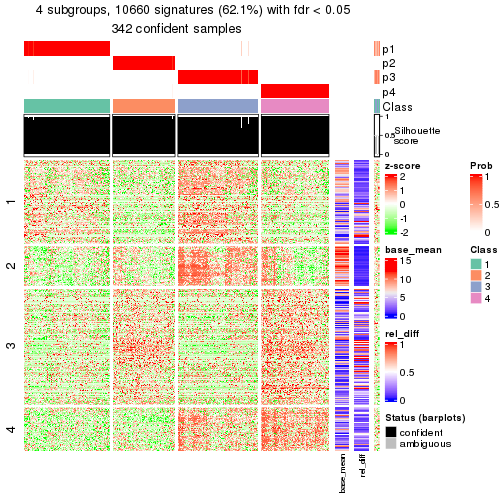 4 subgroups, 10660 signatures (62.1%) with fdr < 0.05
342 confident samples
p1
p2
p3
p4
Class
1
0.5
0
Silhouette
score
1
2
3
4
base_mean
rel_diff
z-score
2
1
0
-1
-2
base_mean
15
10
5
0
rel_diff
1
0.5
0
Status (barplots)
confident
ambiguous
Prob
1
0.5
0
Class
1
2
3
4